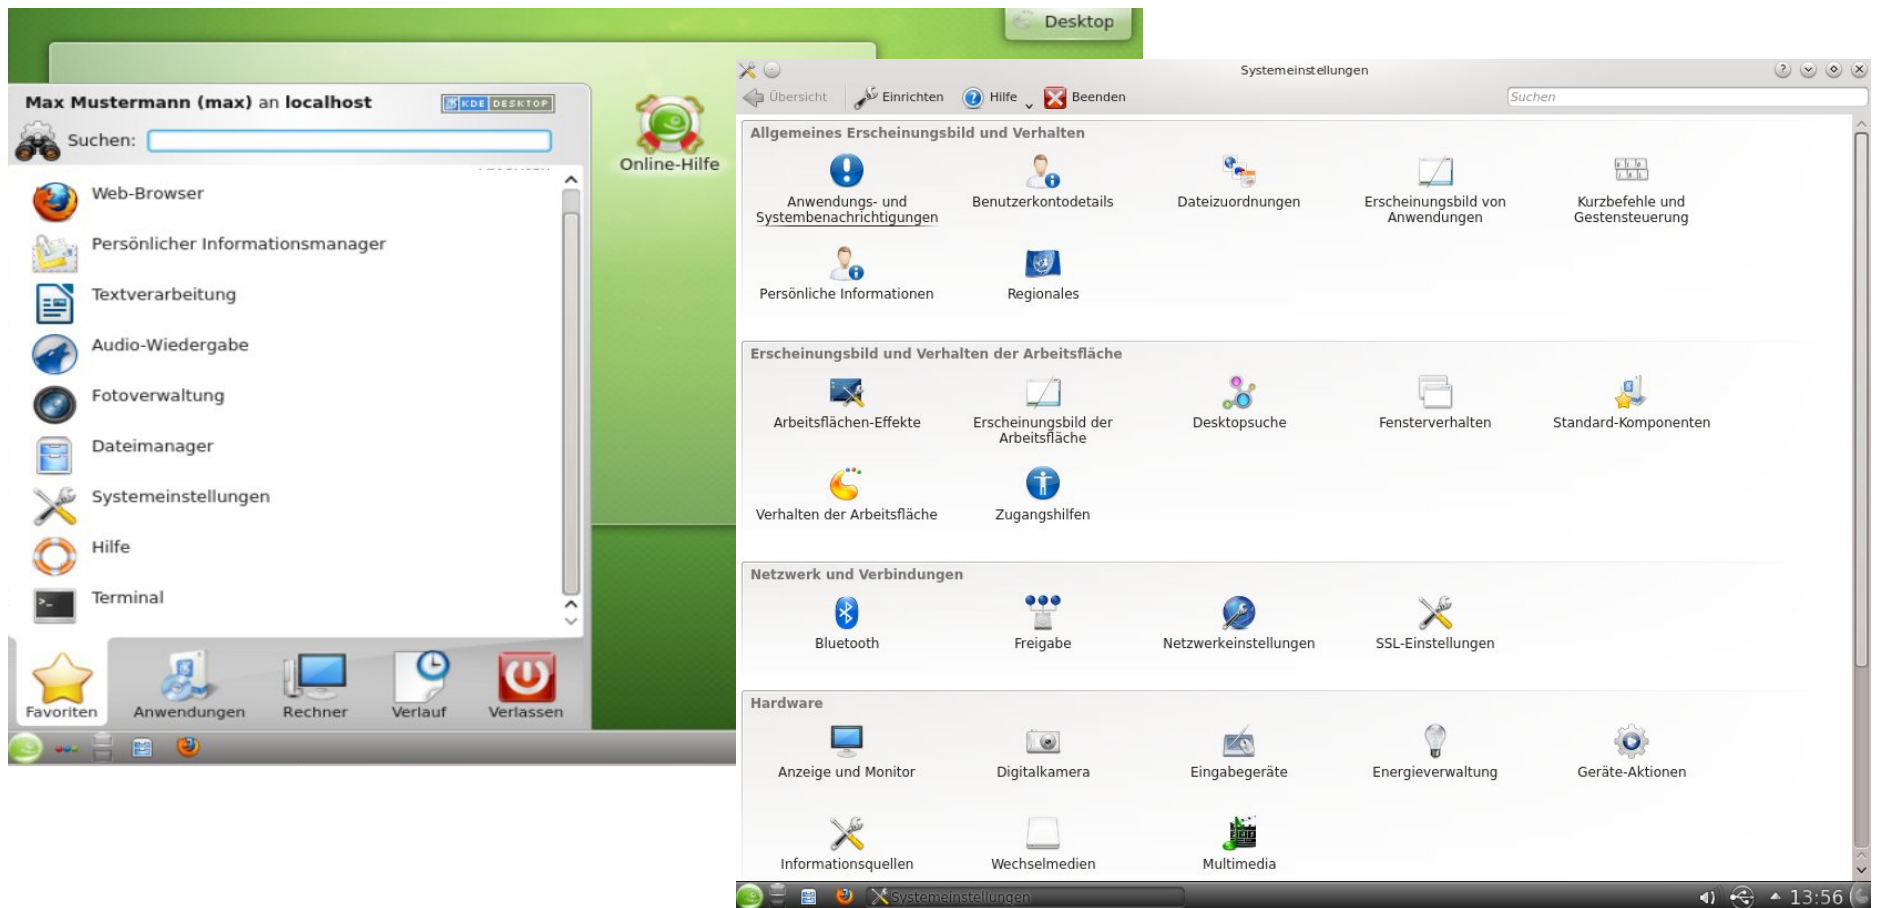 Desktop
Max Mustermann (max) an localhost
KDE DESKTOP
Suchen:
Web-Browser
Persönlicher Informationsmanager
Textverarbeitung
Audio-Wiedergabe
Fotoverwaltung
Dateimanager
Systemeinstellungen
Hilfe
Terminal
Favoriten Anwendungen Rechner Verlauf Verlassen
Online-Hilfe
Systemeinstellungen
Übersicht Einrichten Hilfe Beenden Suchen
Allgemeines Erscheinungsbild und Verhalten
Anwendungs- und
Systembenachrichtigungen
Benutzerkontodetails
Dateizuordnungen
Erscheinungsbild von
Anwendungen
Kurzbefehle und
Gestensteuerung
Persönliche Informationen
Regionales
Erscheinungsbild und Verhalten der Arbeitsfläche
Arbeitsflächen-Effekte
Erscheinungsbild der
Arbeitsfläche
Desktopsuche
Fensterverhalten
Standard-Komponenten
Verhalten der Arbeitsfläche
Zugangshilfen
Netzwerk und Verbindungen
Bluetooth
Freigabe
Netzwerkeinstellungen
SSL-Einstellungen
Hardware
Anzeige und Monitor
Digitalkamera
Eingabegeräte
Energieverwaltung
Geräte-Aktionen
Informationsquellen
Wechselmedien
Multimedia
Systemeinstellungen
13:56